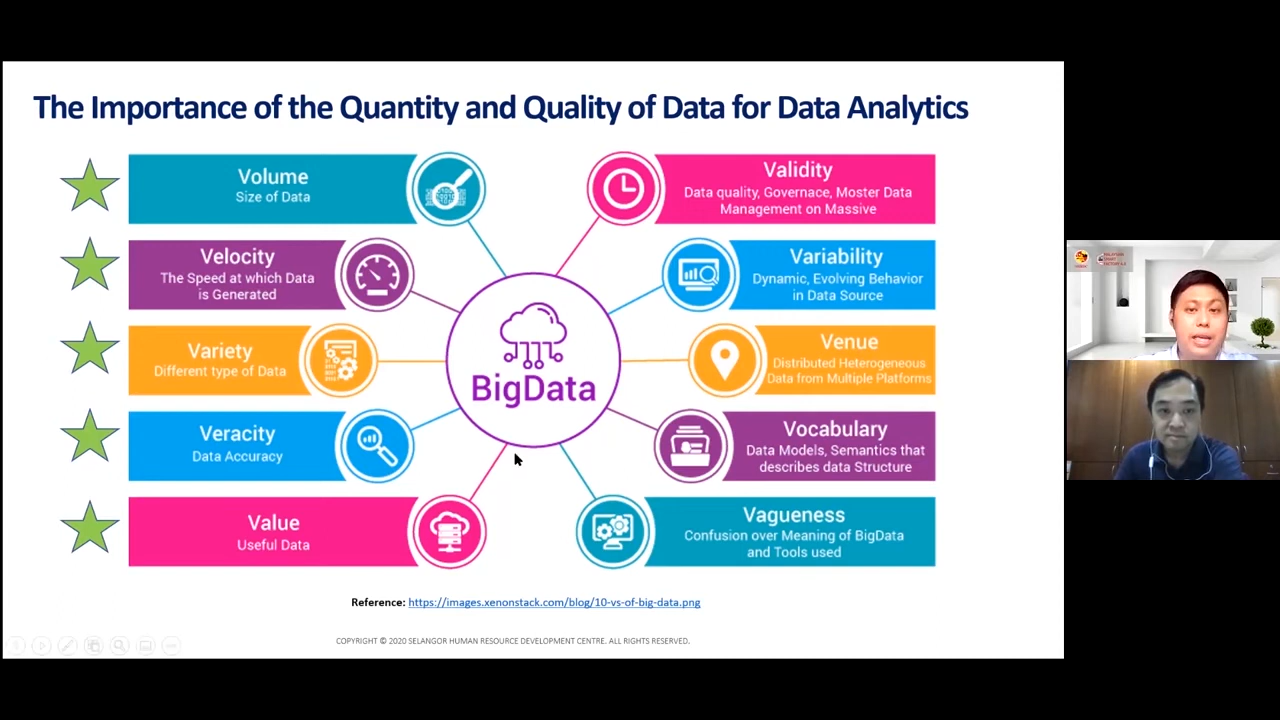 The Importance of the Quantity and Quality of Data for Data Analytics
Volume
Size of Data
Velocity
The Speed at which Data
is Generated
Variety
Different type of Data
Veracity
Data Accuracy
Value
Useful Data
BigData
Validity
Data quality, Governace, Moster Data
Management on Massive
Variability
Dynamic, Evolving Behavior
in Data Source
Venue
Distributed Heterogeneous
Data from Multiple Platforms
Vocabulary
Data Models, Semantics that
describes data Structure
Vagueness
Confusion over Meaning of BigData
and Tools used
Reference: https://images.xenonstack.com/blog/10-vs-of-big-data.png
COPYRIGHT © 2020 SELANGOR HUMAN RESOURCE DEVELOPMENT CENTRE. ALL RIGHTS RESERVED.